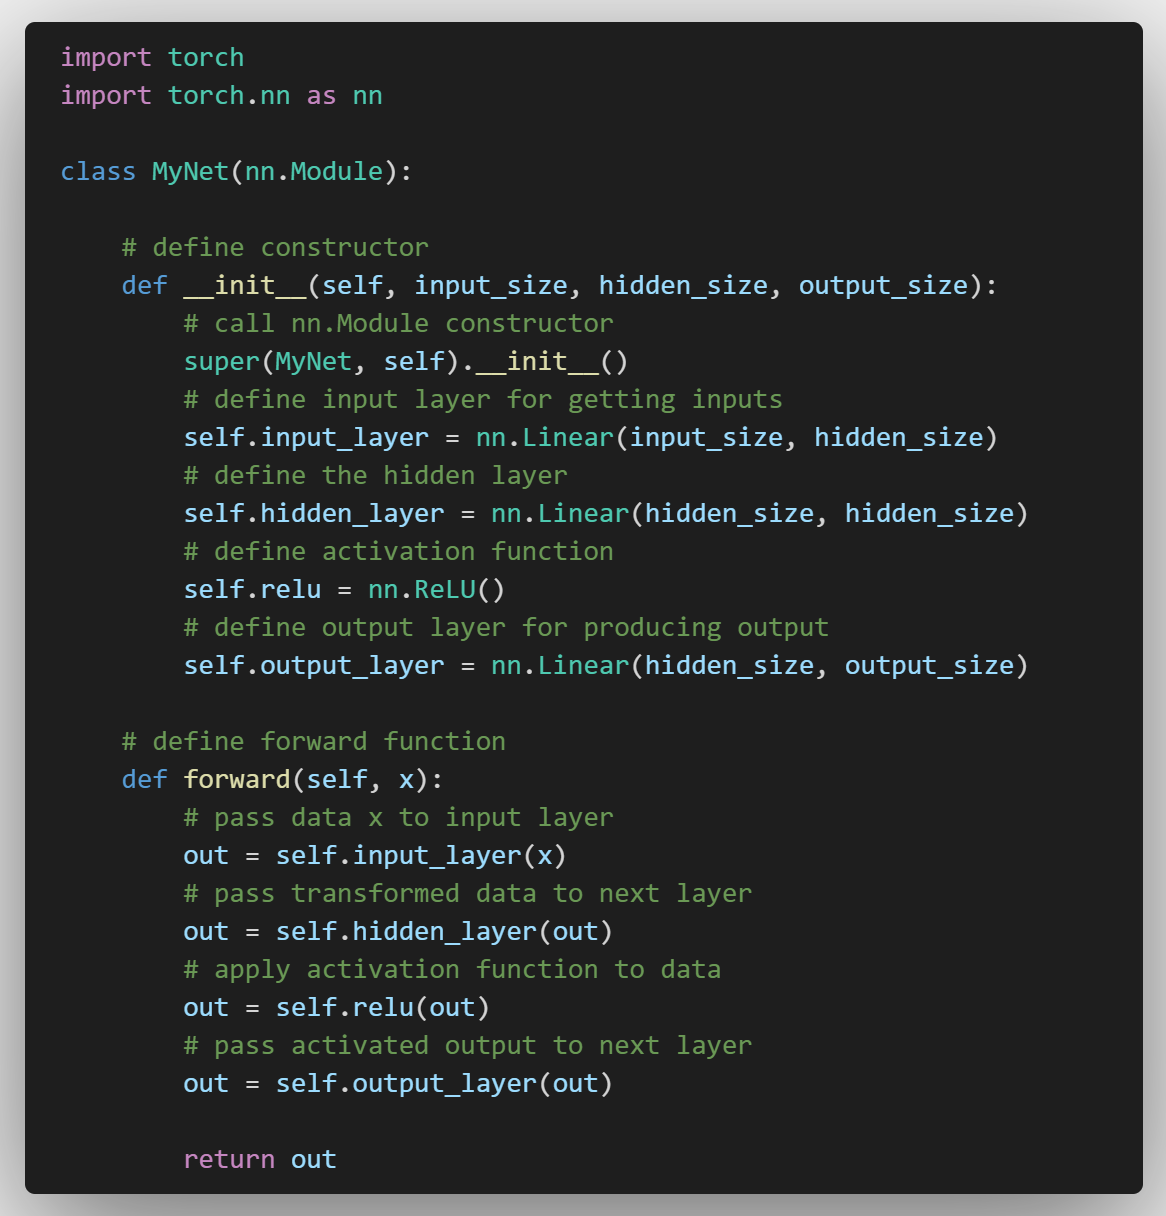 import torch
import torch.nn as nn

class MyNet(nn.Module):

    # define constructor
    def __init__(self, input_size, hidden_size, output_size):
        # call nn.Module constructor
        super(MyNet, self).__init__()
        # define input layer for getting inputs
        self.input_layer = nn.Linear(input_size, hidden_size)
        # define the hidden layer
        self.hidden_layer = nn.Linear(hidden_size, hidden_size)
        # define activation function
        self.relu = nn.ReLU()
        # define output layer for producing output
        self.output_layer = nn.Linear(hidden_size, output_size)

    # define forward function
    def forward(self, x):
        # pass data x to input layer
        out = self.input_layer(x)
        # pass transformed data to next layer
        out = self.hidden_layer(out)
        # apply activation function to data
        out = self.relu(out)
        # pass activated output to next layer
        out = self.output_layer(out)

        return out